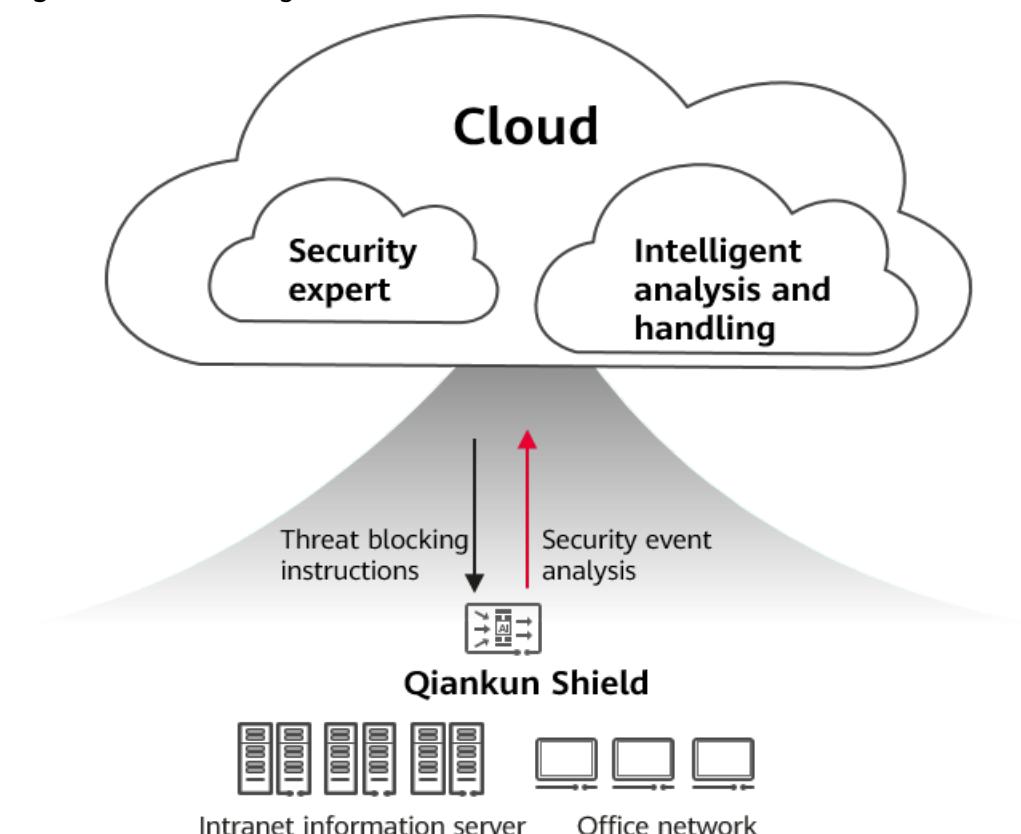 Cloud
Security
expert
Intelligent
analysis and
handling
Threat blocking
instructions
Security event
analysis
AI
Qiankun Shield
Intranet information server
Office network